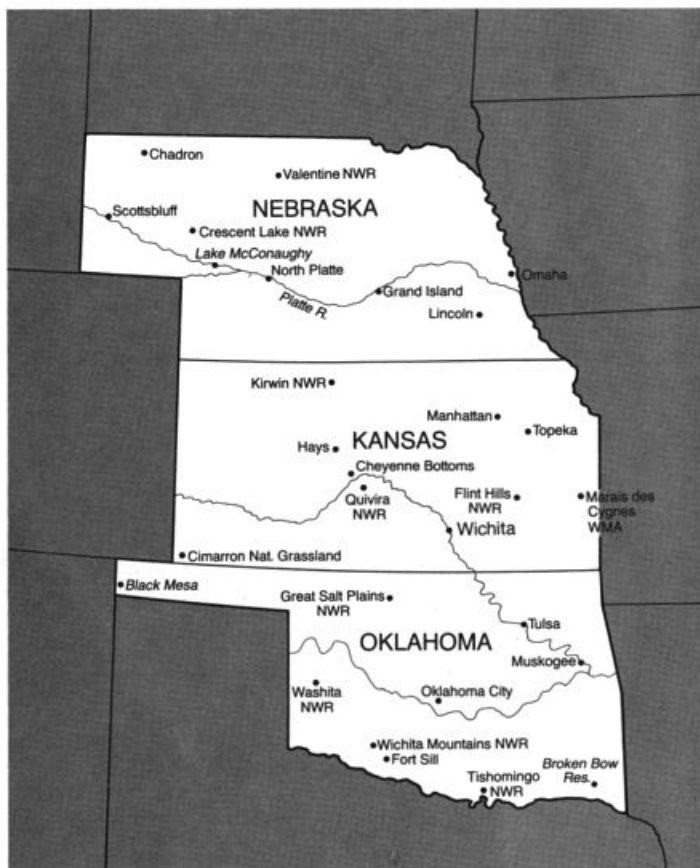 Chadron
Valentine NWR
NEBRASKA
Scottsbluff
Crescent Lake NWR
Lake McConaughy
North Platte
Platte R.
Omaha
Grand Island
Lincoln
Kirwin NWR
Manhattan
Topeka
KANSAS
Hays
Cheyenne Bottoms
Quivira
NWR
Flint Hills
NWR
Marais des
Cygnes
WMA
Wichita
Cimarron Nat. Grassland
Black Mesa
Great Salt Plains
NWR
Tulsa
OKLAHOMA
Muskogee
Washita
NWR
Oklahoma City
Wichita Mountains NWR
Fort Sill
Broken Bow
Res.
Tishomingo
NWR